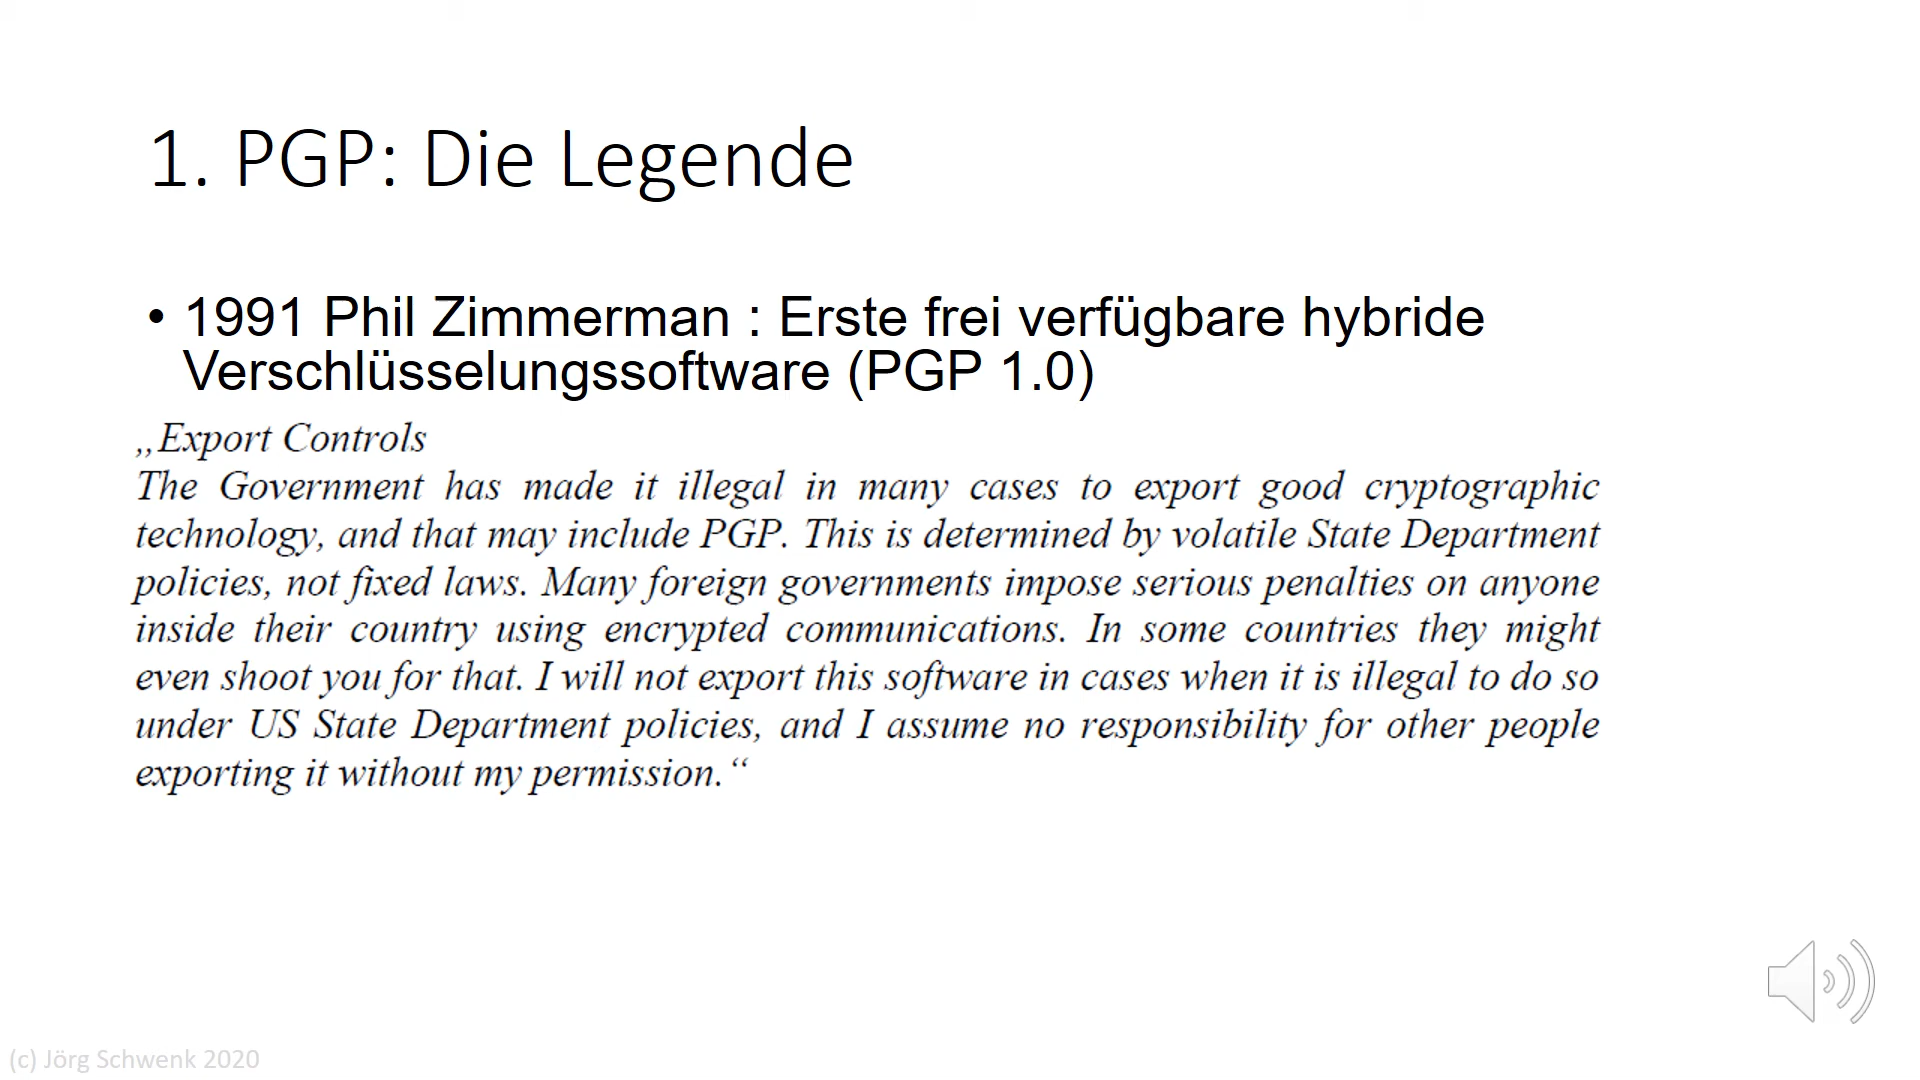 1. PGP: Die Legende
• 1991 Phil Zimmerman : Erste frei verfügbare hybride
Verschlüsselungssoftware (PGP 1.0)
„Export Controls
The Government has made it illegal in many cases to export good cryptographic
technology, and that may include PGP. This is determined by volatile State Department
policies, not fixed laws. Many foreign governments impose serious penalties on anyone
inside their country using encrypted communications. In some countries they might
even shoot you for that. I will not export this software in cases when it is illegal to do so
under US State Department policies, and I assume no responsibility for other people
exporting it without my permission.“
(c) Jörg Schwenk 2020